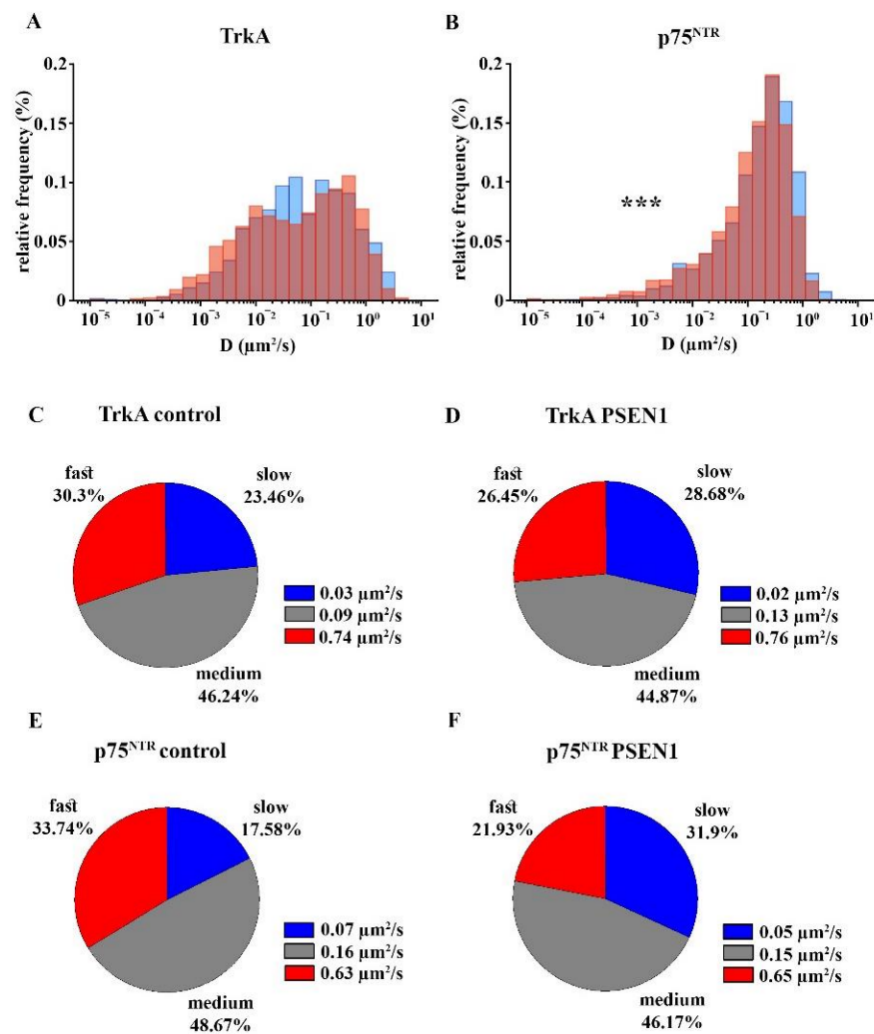 A
TrkA
relative frequency (%)
0.2
0.15
0.1
0.05
0
10⁻⁵ 10⁻⁴ 10⁻³ 10⁻² 10⁻¹ 10⁰ 10¹
D (µm²/s)
B
p75ᴺᵀᴿ
relative frequency (%)
0.2
0.15
0.1
0.05
0
***
10⁻⁵ 10⁻⁴ 10⁻³ 10⁻² 10⁻¹ 10⁰ 10¹
D (µm²/s)
C
TrkA control
fast
30.3%
slow
23.46%
0.03 µm²/s
0.09 µm²/s
0.74 µm²/s
medium
46.24%
D
TrkA PSEN1
fast
26.45%
slow
28.68%
0.02 µm²/s
0.13 µm²/s
0.76 µm²/s
medium
44.87%
E
p75ᴺᵀᴿ control
fast
33.74%
slow
17.58%
0.07 µm²/s
0.16 µm²/s
0.63 µm²/s
medium
48.67%
F
p75ᴺᵀᴿ PSEN1
fast
21.93%
slow
31.9%
0.05 µm²/s
0.15 µm²/s
0.65 µm²/s
medium
46.17%